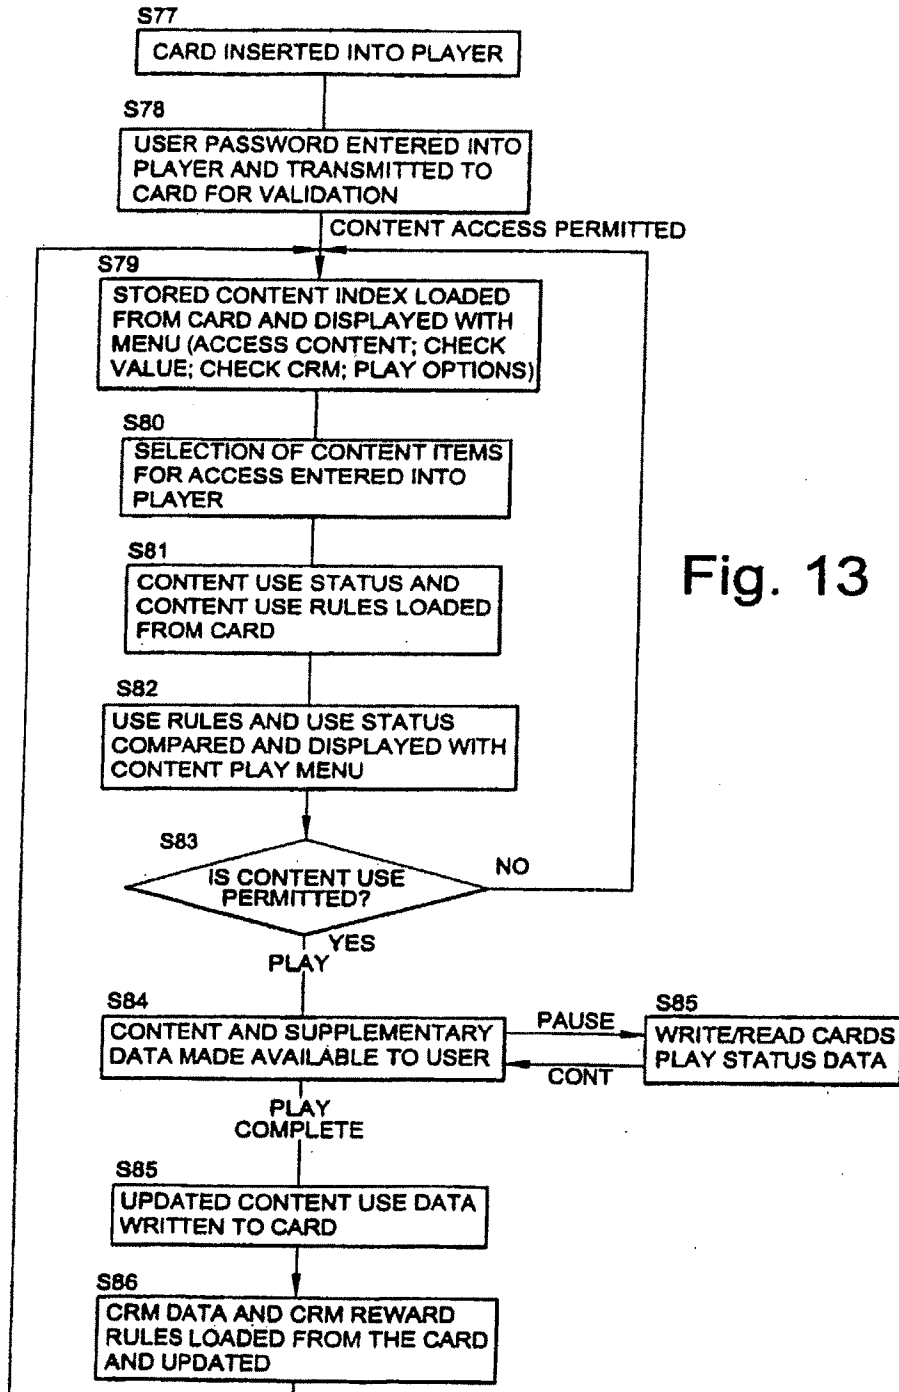 S77
CARD INSERTED INTO PLAYER
S78
USER PASSWORD ENTERED INTO
PLAYER AND TRANSMITTED TO
CARD FOR VALIDATION
CONTENT ACCESS PERMITTED
S79
STORED CONTENT INDEX LOADED
FROM CARD AND DISPLAYED WITH
MENU (ACCESS CONTENT; CHECK
VALUE; CHECK CRM; PLAY OPTIONS)
S80
SELECTION OF CONTENT ITEMS
FOR ACCESS ENTERED INTO
PLAYER
S81
CONTENT USE STATUS AND
CONTENT USE RULES LOADED
FROM CARD
Fig. 13
S82
USE RULES AND USE STATUS
COMPARED AND DISPLAYED WITH
CONTENT PLAY MENU
S83
IS CONTENT USE
PERMITTED?
NO
YES
PLAY
S84
CONTENT AND SUPPLEMENTARY
DATA MADE AVAILABLE TO USER
PAUSE
CONT
S85
WRITE/READ CARDS
PLAY STATUS DATA
PLAY
COMPLETE
S85
UPDATED CONTENT USE DATA
WRITTEN TO CARD
S86
CRM DATA AND CRM REWARD
RULES LOADED FROM THE CARD
AND UPDATED